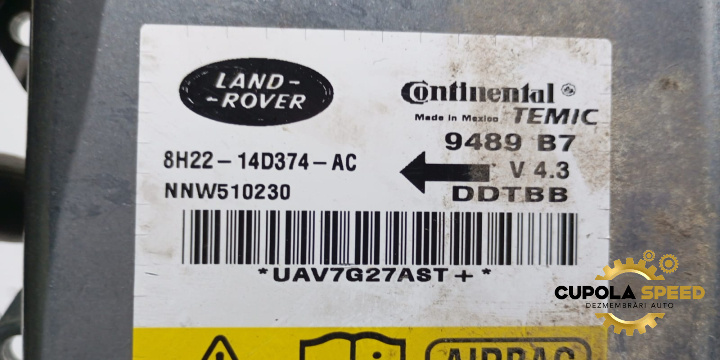 LAND-
-ROVER
Continental
Made in Mexico TEMIC
9489 B7
8H22-14D374-AC
V 4.3
NNW510230
DDTBB
*UAV7G27AST+*
CUPOLA SPEED
DEZMEMBRĂRI AUTO
AIRBAG